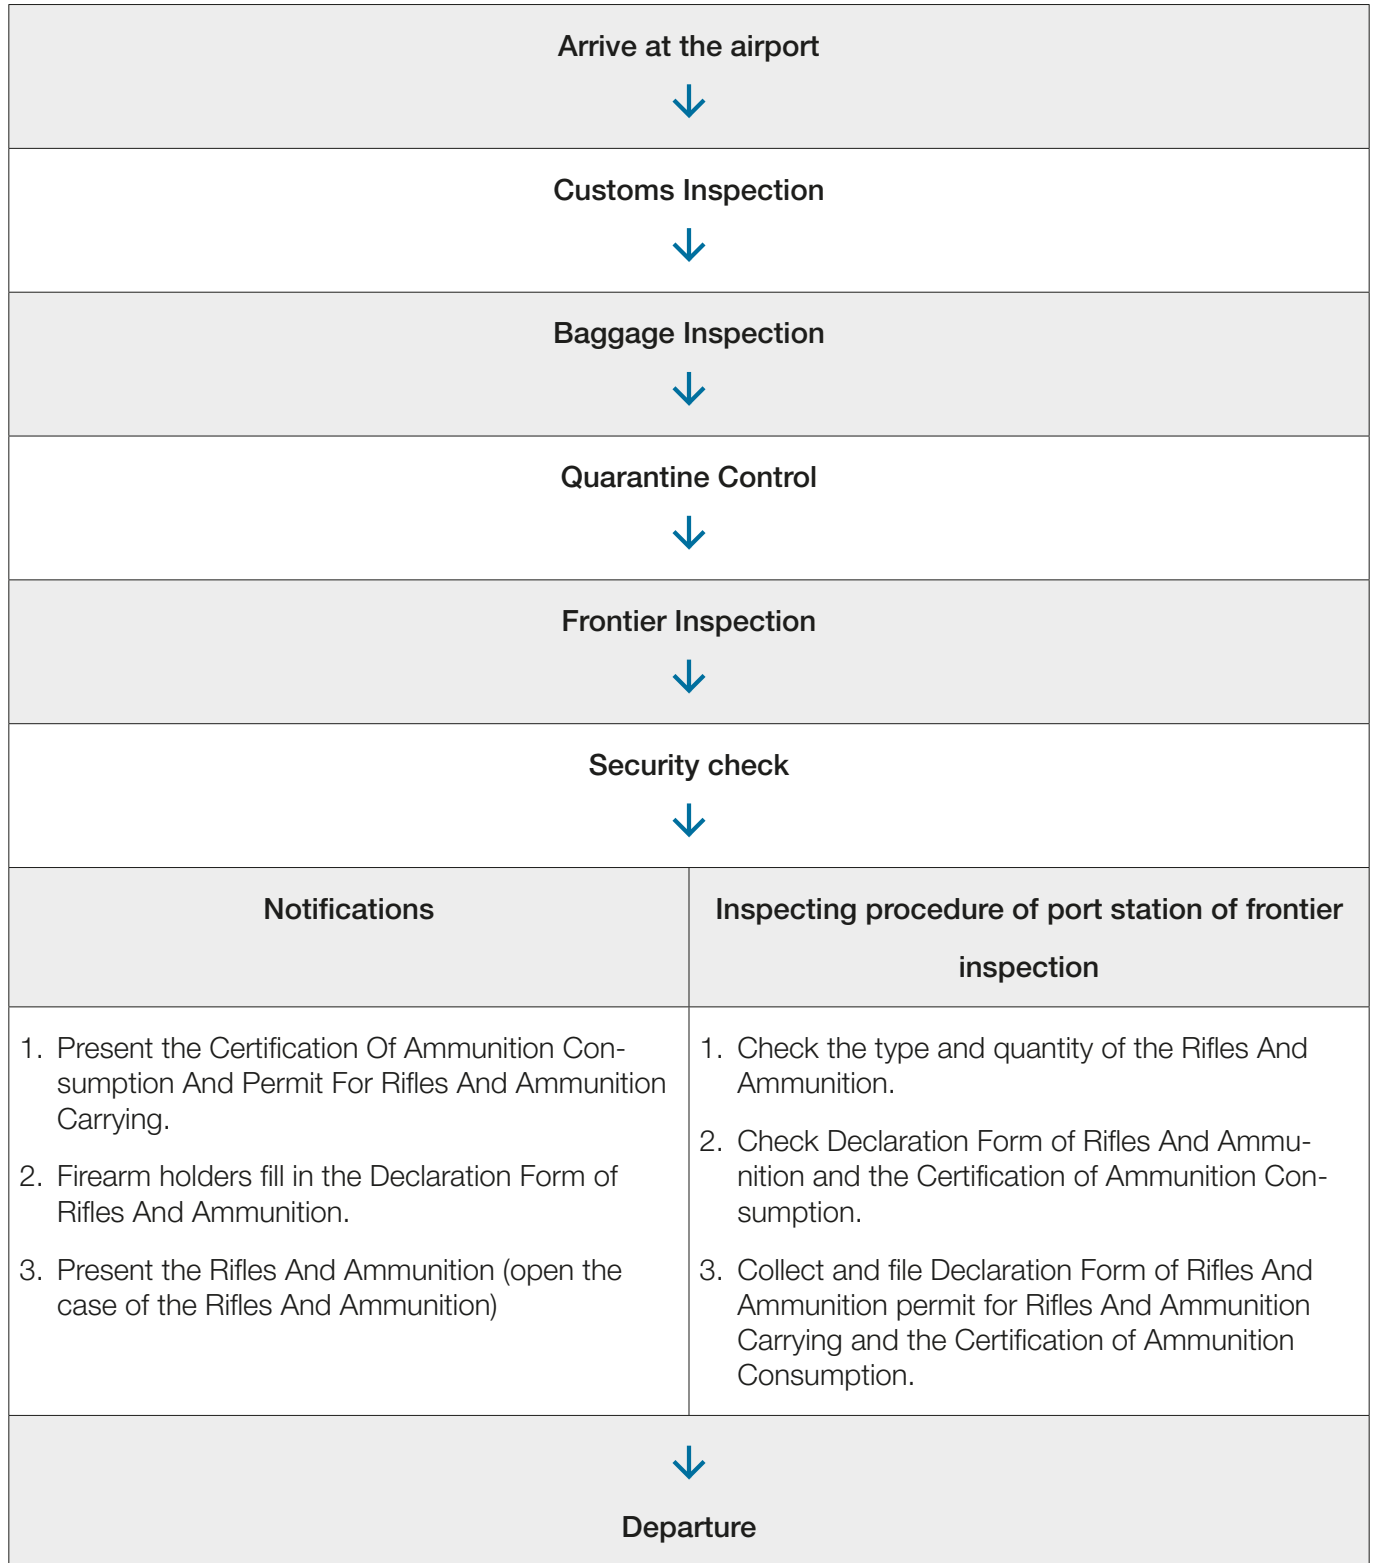 Arrive at the airport
Customs Inspection
Baggage Inspection
Quarantine Control
Frontier Inspection
Security check
Notifications
Inspecting procedure of port station of frontier
inspection
1. Present the Certification Of Ammunition Con-
sumption And Permit For Rifles And Ammunition
Carrying.
2. Firearm holders fill in the Declaration Form of
Rifles And Ammunition.
3. Present the Rifles And Ammunition (open the
case of the Rifles And Ammunition)
1. Check the type and quantity of the Rifles And
Ammunition.
2. Check Declaration Form of Rifles And Ammu-
nition and the Certification of Ammunition Con-
sumption.
3. Collect and file Declaration Form of Rifles And
Ammunition permit for Rifles And Ammunition
Carrying and the Certification of Ammunition
Consumption.
Departure